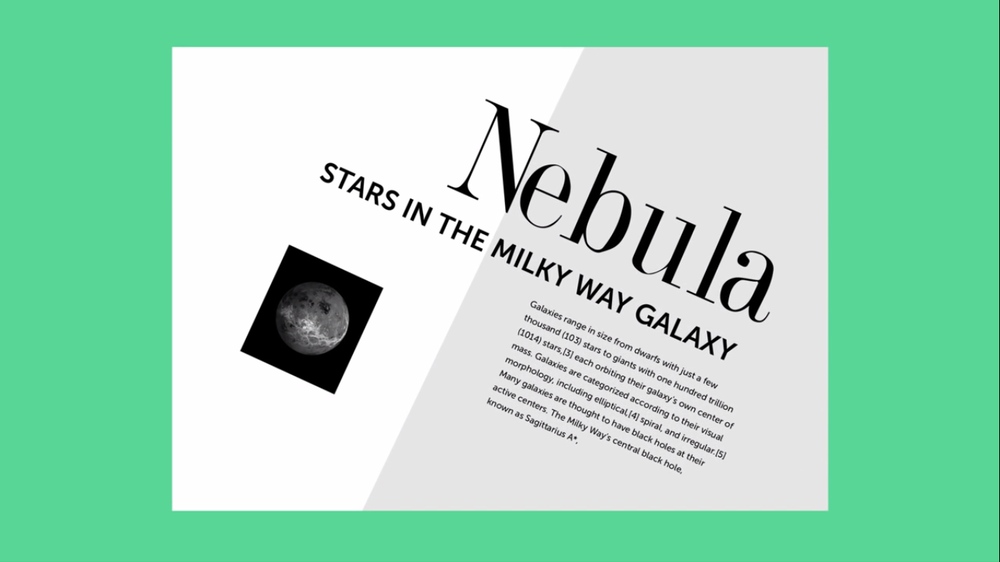 Nebula
STARS IN THE MILKY WAY GALAXY
Galaxies range in size from dwarfs with just a few
thousand (103) stars to giants with one hundred trillion
(1014) stars,[3] each orbiting their galaxy's own center of
mass. Galaxies are categorized according to their visual
morphology, including elliptical,[4] spiral, and irregular.[5]
Many galaxies are thought to have black holes at their
active centers. The Milky Way's central black hole,
known as Sagittarius A*,